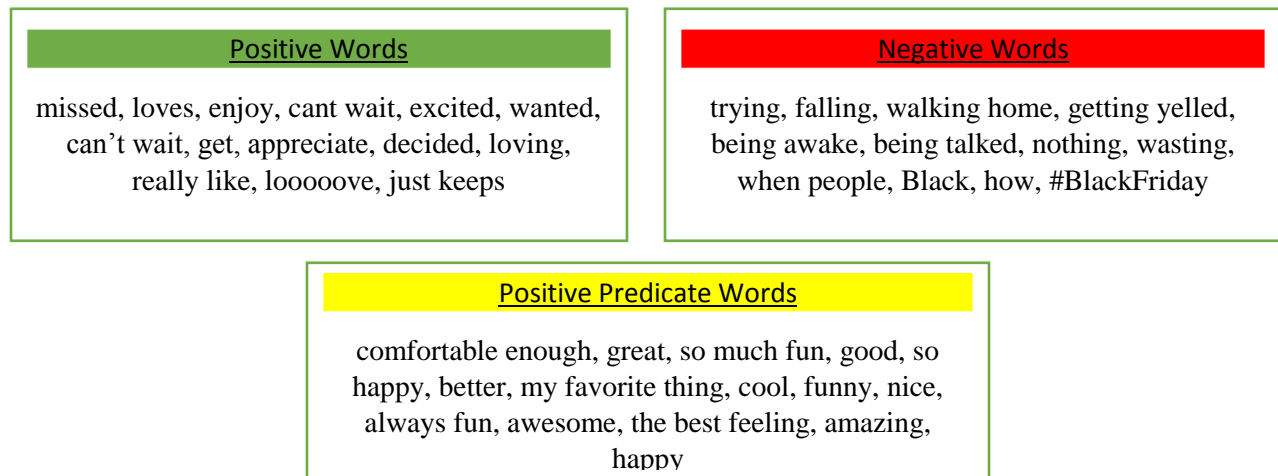 Positive Words
missed, loves, enjoy, cant wait, excited, wanted,
can’t wait, get, appreciate, decided, loving,
really like, looooove, just keeps
Negative Words
trying, falling, walking home, getting yelled,
being awake, being talked, nothing, wasting,
when people, Black, how, #BlackFriday
Positive Predicate Words
comfortable enough, great, so much fun, good, so
happy, better, my favorite thing, cool, funny, nice,
always fun, awesome, the best feeling, amazing,
happy